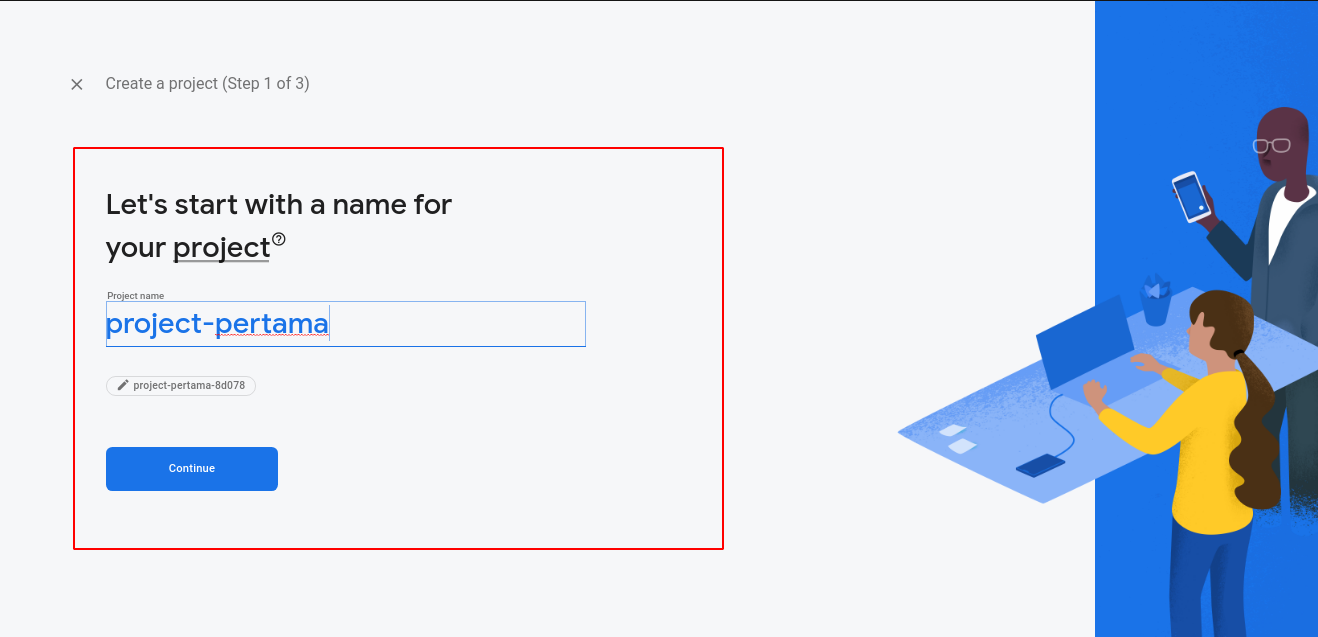 Create a project (Step 1 of 3)
Let's start with a name for
your project
Project name
project-pertama
project-pertama-8d078
Continue